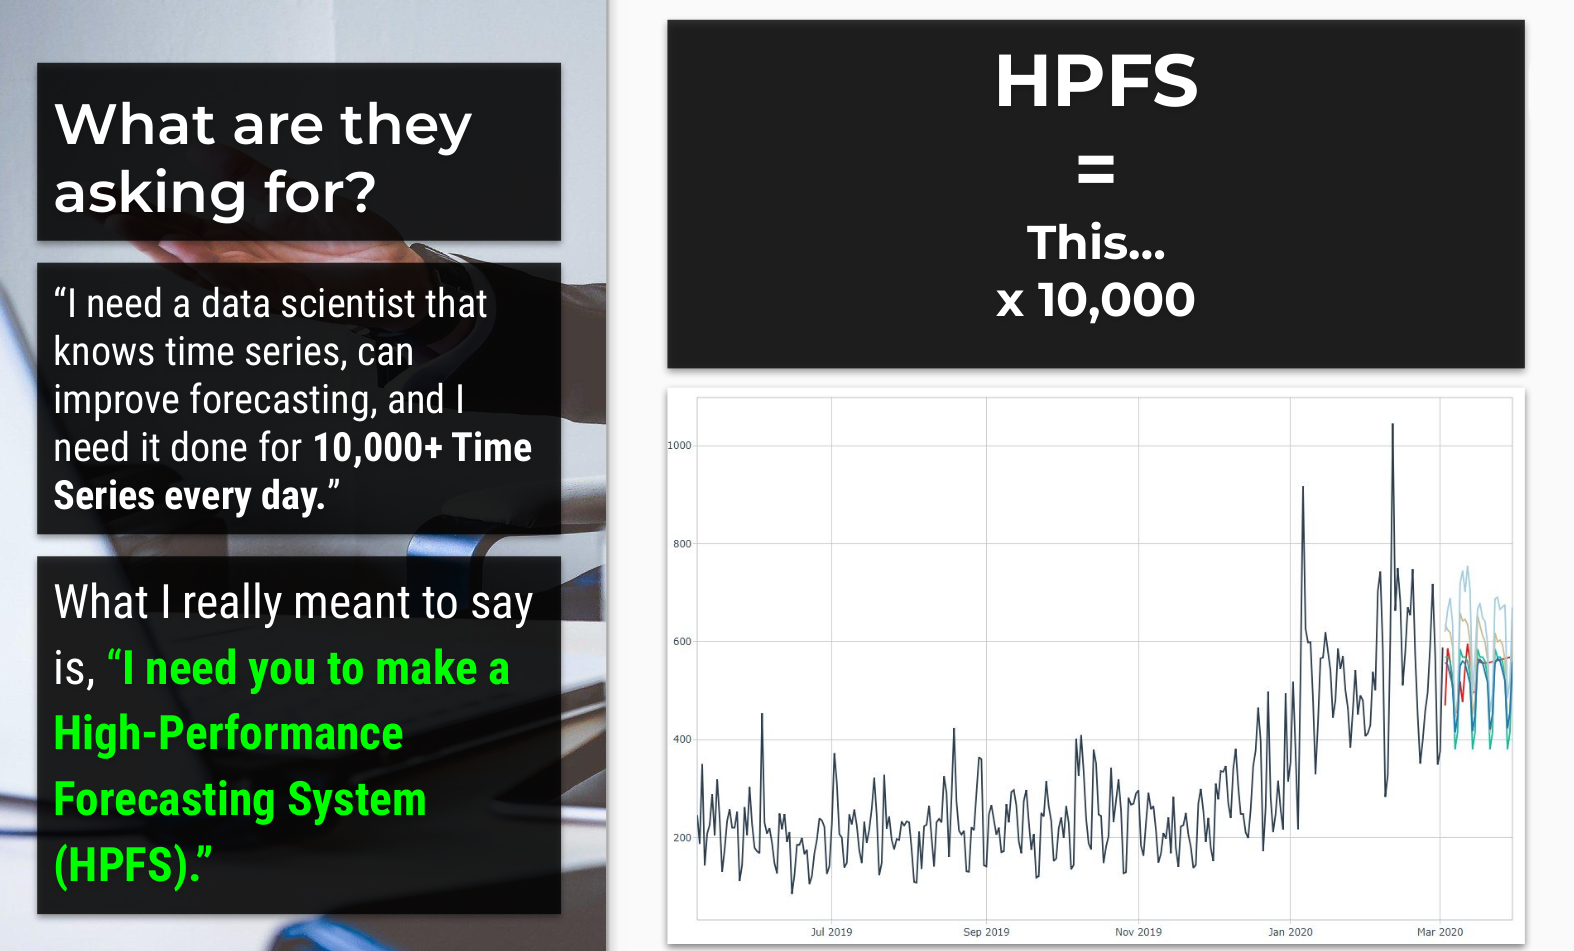 What are they
asking for?
“I need a data scientist that
knows time series, can
improve forecasting, and I
need it done for 10,000+ Time
Series every day.”
What I really meant to say
is, “I need you to make a
High-Performance
Forecasting System
(HPFS).”
HPFS
=
This...
x 10,000
1000
800
600
400
200
Jul 2019
Sep 2019
Nov 2019
Jan 2020
Mar 2020